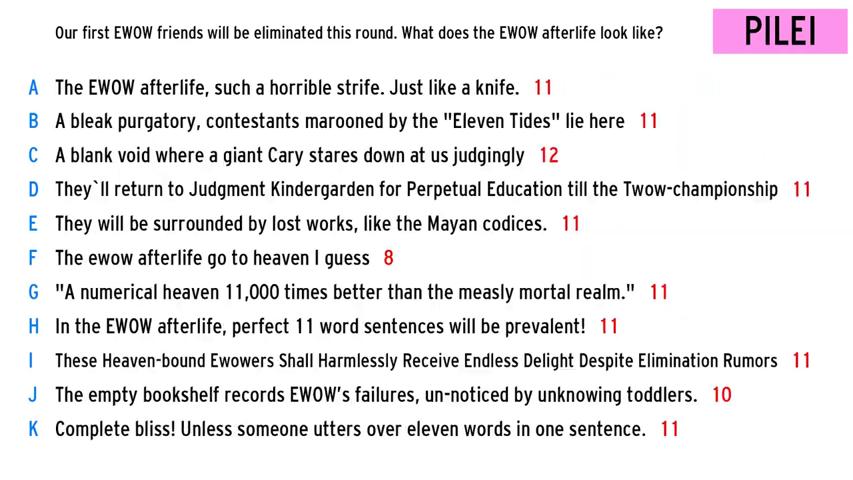 Our first EWOW friends will be eliminated this round. What does the EWOW afterlife look like?
PILEI
A The EWOW afterlife, such a horrible strife. Just like a knife. 11
B A bleak purgatory, contestants marooned by the "Eleven Tides" lie here 11
C A blank void where a giant Cary stares down at us judgingly 12
D They`ll return to Judgment Kindergarden for Perpetual Education till the Twow-championship 11
E They will be surrounded by lost works, like the Mayan codices. 11
F The ewow afterlife go to heaven I guess 8
G "A numerical heaven 11,000 times better than the measly mortal realm." 11
H In the EWOW afterlife, perfect 11 word sentences will be prevalent! 11
I These Heaven-bound Ewowers Shall Harmlessly Receive Endless Delight Despite Elimination Rumors 11
J The empty bookshelf records EWOW's failures, un-noticed by unknowing toddlers. 10
K Complete bliss! Unless someone utters over eleven words in one sentence. 11